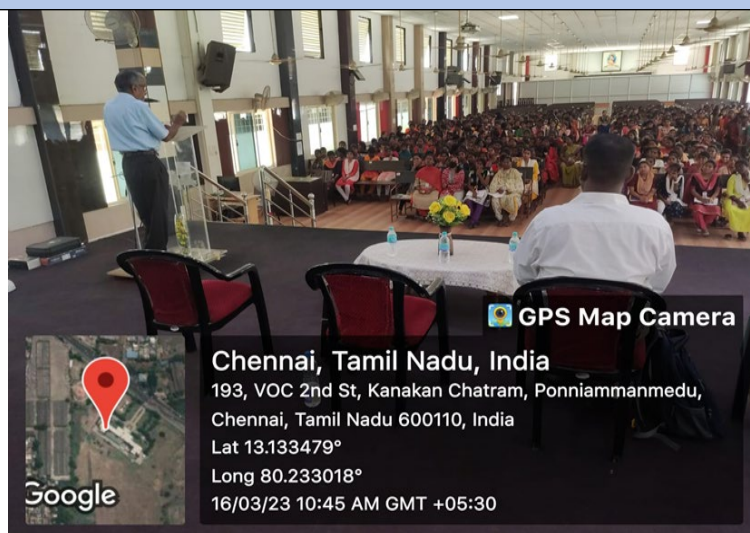 GPS Map Camera
Chennai, Tamil Nadu, India
193, VOC 2nd St, Kanakan Chatram, Ponniammanmedu,
Chennai, Tamil Nadu 600110, India
Lat 13.133479°
Long 80.233018°
16/03/23 10:45 AM GMT +05:30
Google